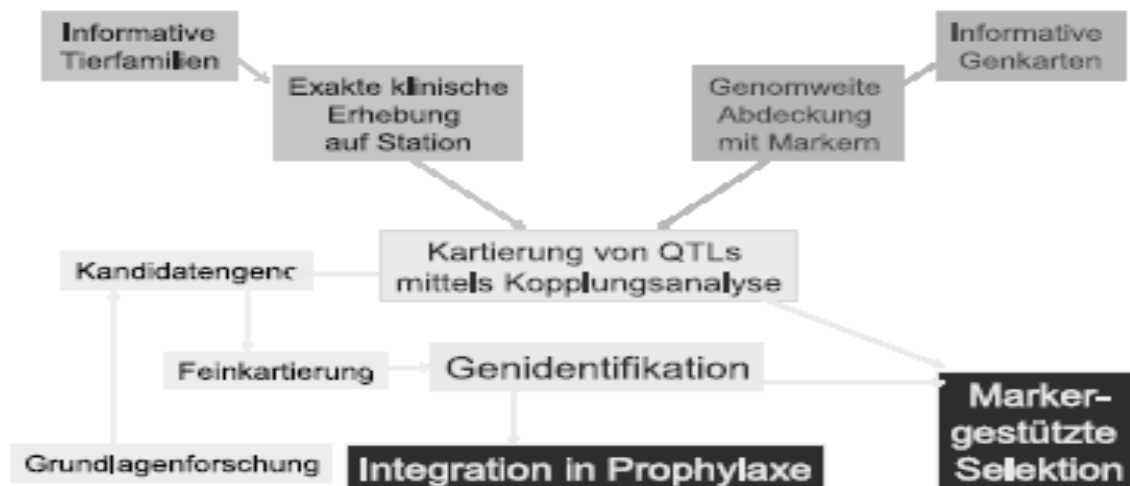 Informative
Tierfamilien
Informative
Genkarten
Exakte klinische
Erhebung
auf Station
Genomweite
Abdeckung
mit Markern
Kartierung von QTLs
mittels Kopplungsanalyse
Kandidatengene
Feinkartierung
Genidentifikation
Marker-
gestützte
Selektion
Grundlagenforschung
Integration in Prophylaxe